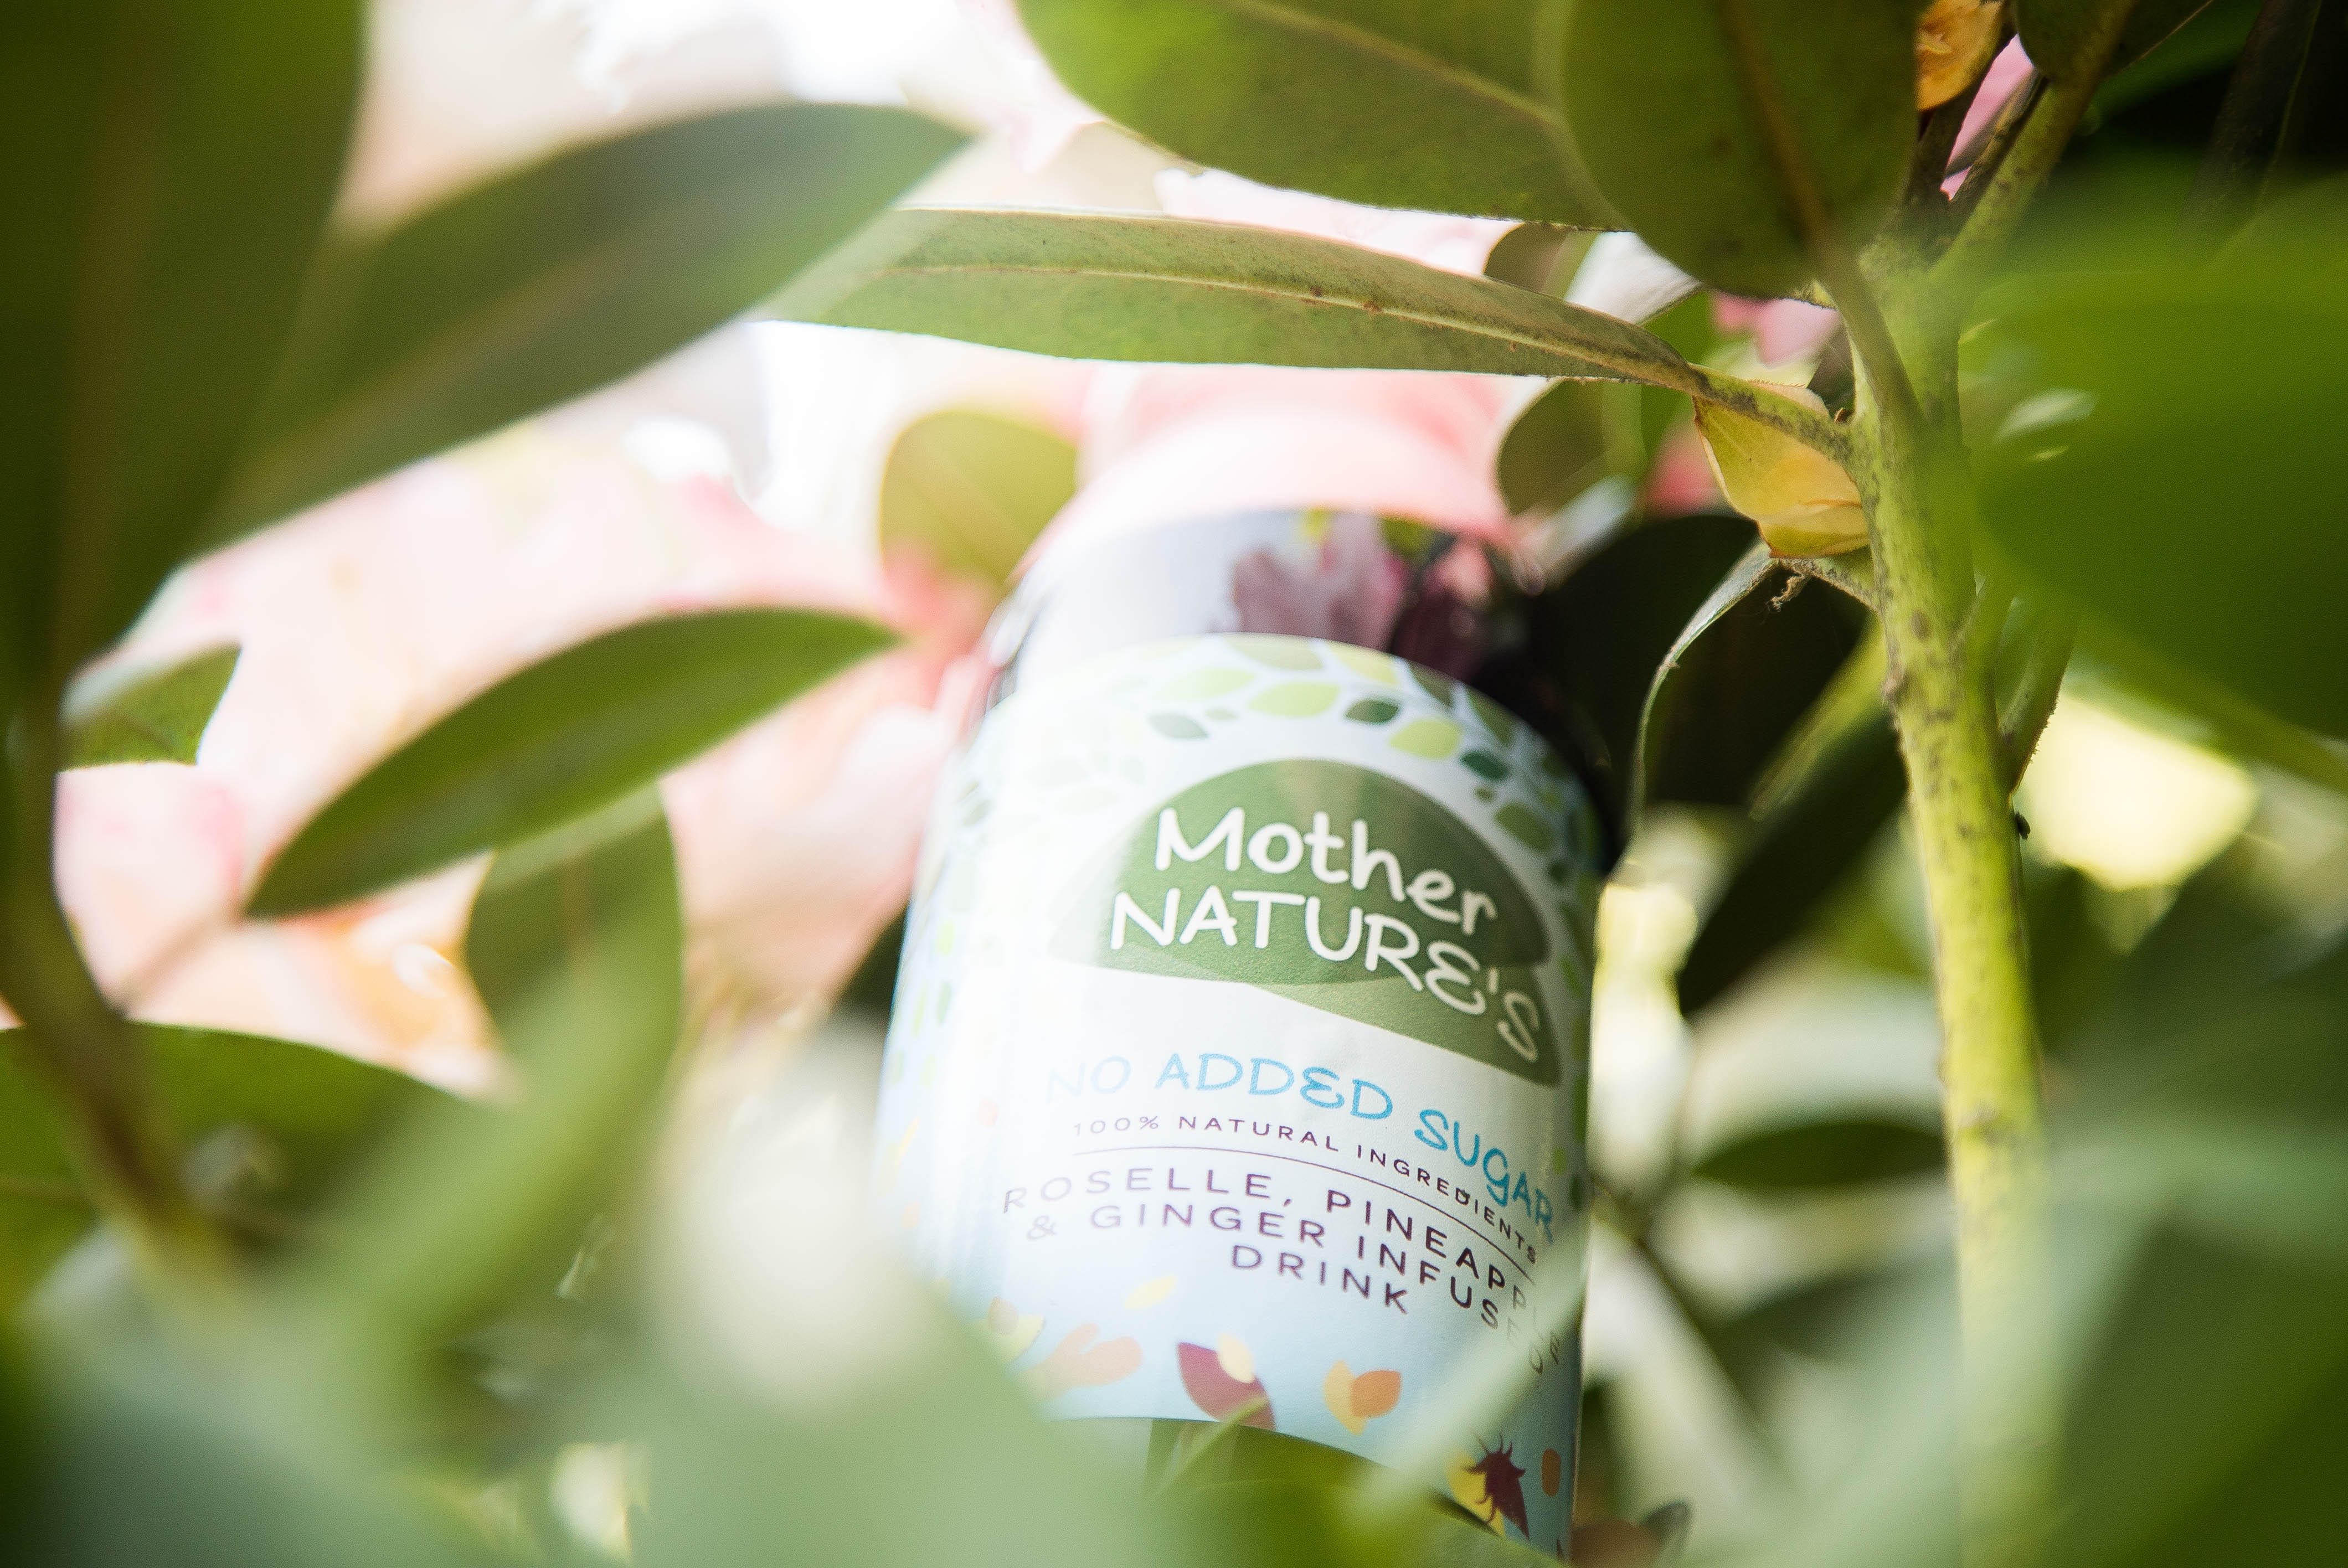 Mother
NATURE'S
NO ADDED SUGAR
100% NATURAL INGREDIENTS
ROSELLE, PINEAPPLE
& GINGER INFUSED
DRINK